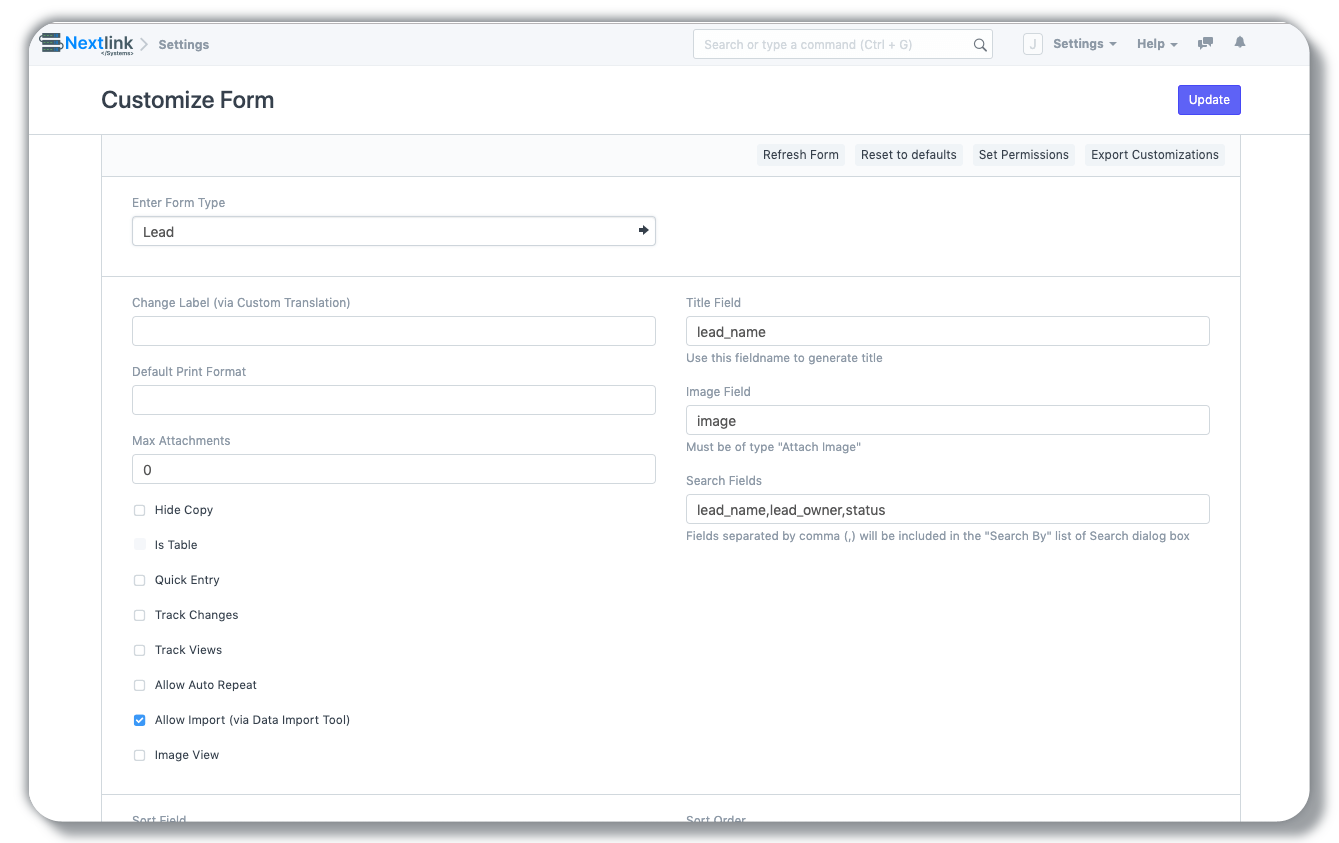 Nextlink
</Systems>
Settings
Search or type a command (Ctrl + G)
J
Settings
Help
Customize Form
Update
Refresh Form
Reset to defaults
Set Permissions
Export Customizations
Enter Form Type
Lead
Change Label (via Custom Translation)
Default Print Format
Max Attachments
0
Hide Copy
Is Table
Quick Entry
Track Changes
Track Views
Allow Auto Repeat
Allow Import (via Data Import Tool)
Image View
Title Field
lead_name
Use this fieldname to generate title
Image Field
image
Must be of type "Attach Image"
Search Fields
lead_name,lead_owner,status
Fields separated by comma (,) will be included in the "Search By" list of Search dialog box
Sort Field
Sort Order